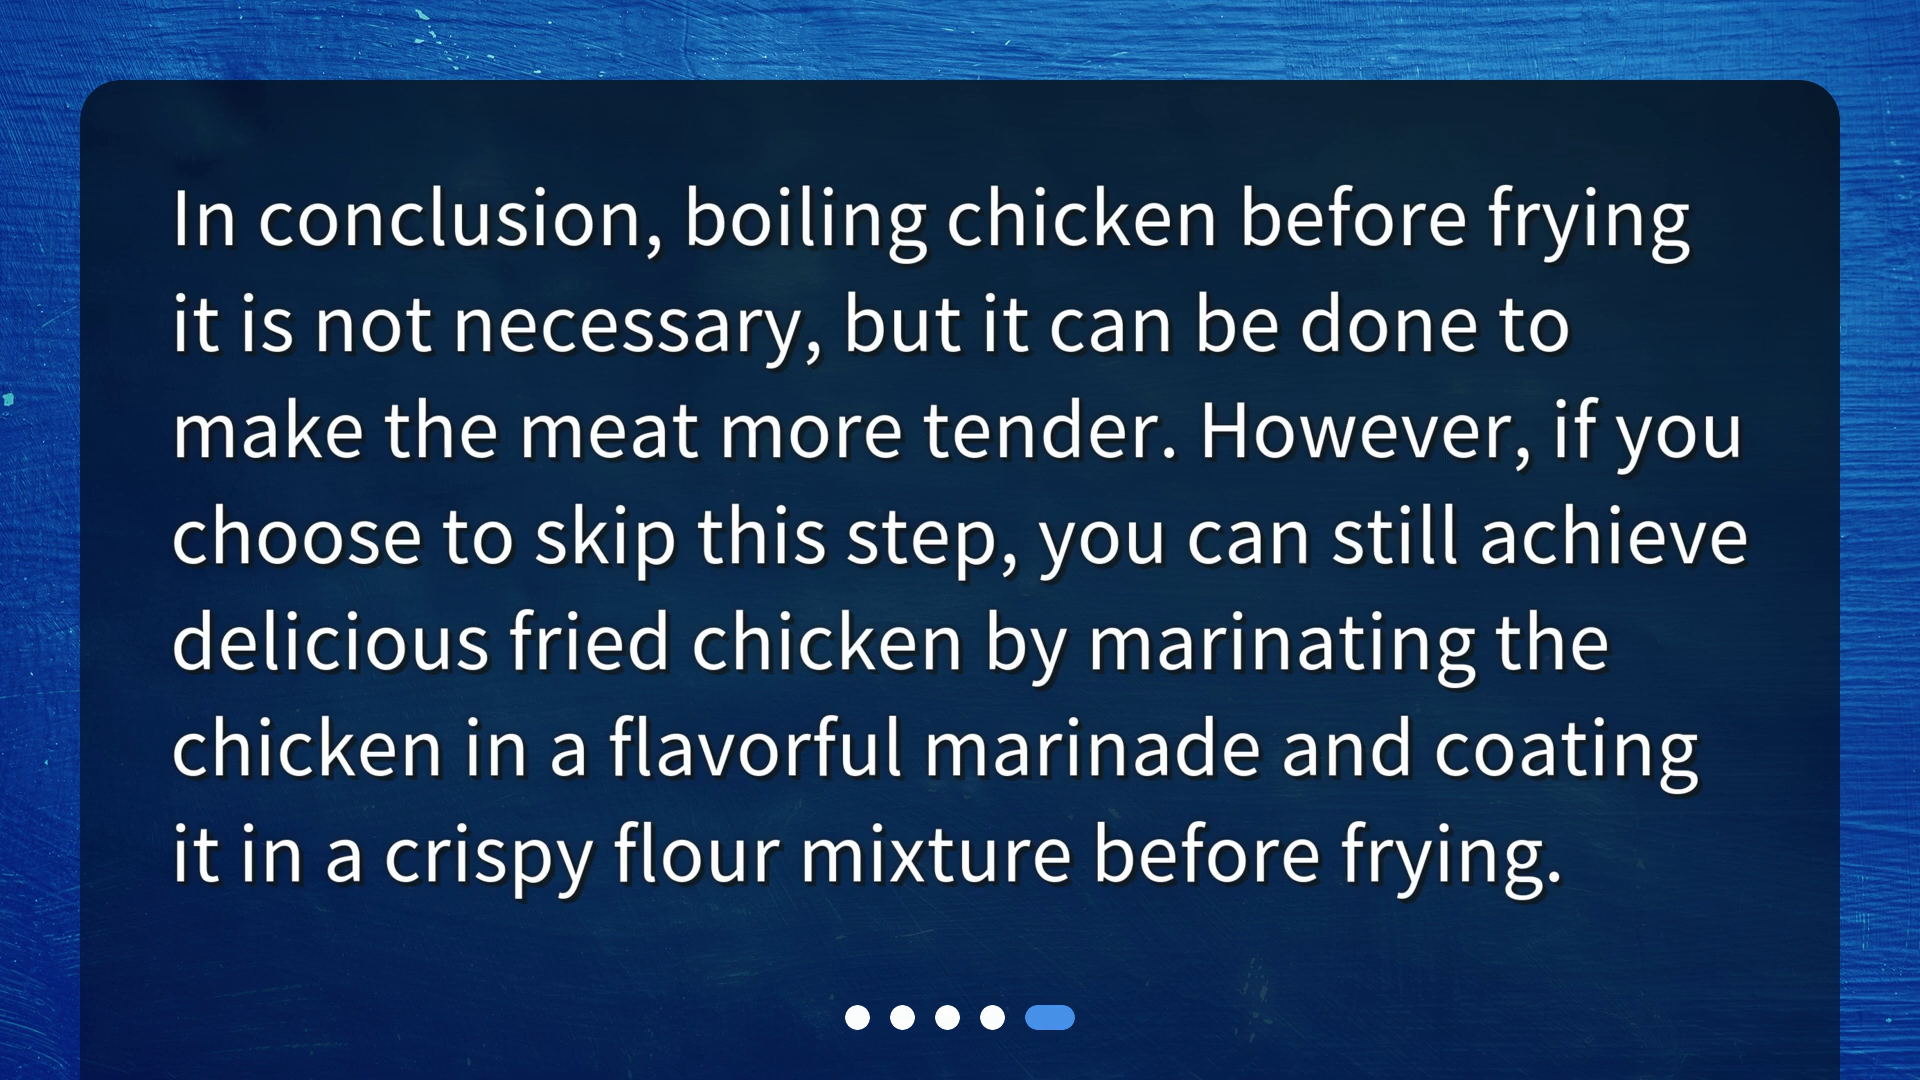 In conclusion, boiling chicken before frying
it is not necessary, but it can be done to
make the meat more tender. However, if you
choose to skip this step, you can still achieve
delicious fried chicken by marinating the
chicken in a flavorful marinade and coating
it in a crispy flour mixture before frying.